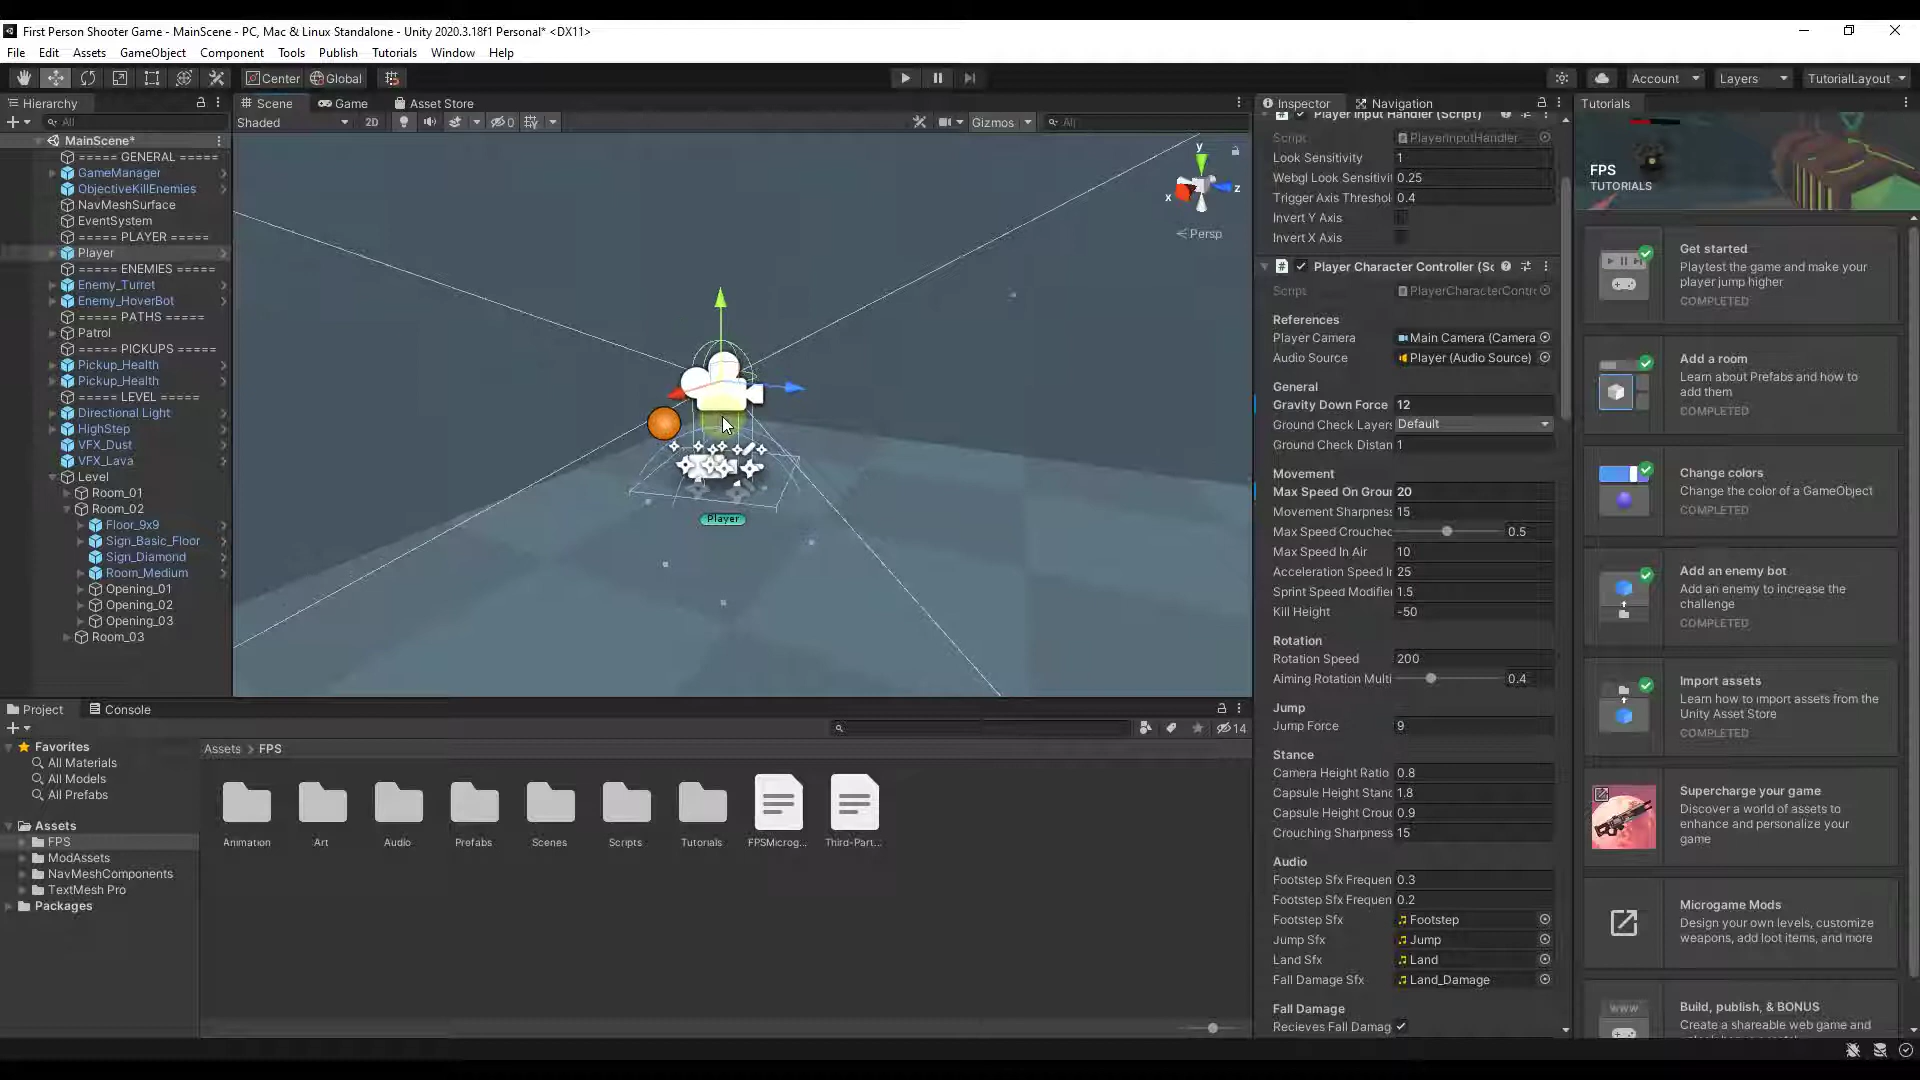 First Person Shooter Game - MainScene - PC, Mac & Linux Standalone - Unity 2020.3.18f1 Personal* <DX11>
File Edit Assets GameObject Component Tools Publish Tutorials Window Help
Center Global Account Layers TutorialLayout
Hierarchy
All
MainScene*
===== GENERAL =====
GameManager
ObjectiveKillEnemies
NavMeshSurface
EventSystem
===== PLAYER =====
Player
===== ENEMIES =====
Enemy_Turret
Enemy_HoverBot
===== PATHS =====
Patrol
===== PICKUPS =====
Pickup_Health
Pickup_Health
===== LEVEL =====
Directional Light
HighStep
VFX_Dust
VFX_Lava
Level
Room_01
Room_02
Floor_9x9
Sign_Basic_Floor
Sign_Diamond
Room_Medium
Opening_01
Opening_02
Opening_03
Room_03
Scene Game Asset Store
Shaded 2D 0 Gizmos All
y
x z
Persp
Player
Inspector Navigation
Player Input Handler (Script)
Script PlayerInputHandler
Look Sensitivity 1
Webgl Look Sensitivi 0.25
Trigger Axis Threshol 0.4
Invert Y Axis
Invert X Axis
Player Character Controller (Sc
Script PlayerCharacterContr
References
Player Camera Main Camera (Camera
Audio Source Player (Audio Source)
General
Gravity Down Force 12
Ground Check Layers Default
Ground Check Distan 1
Movement
Max Speed On Groun 20
Movement Sharpness 15
Max Speed Crouched 0.5
Max Speed In Air 10
Acceleration Speed I 25
Sprint Speed Modifie 1.5
Kill Height -50
Rotation
Rotation Speed 200
Aiming Rotation Multi 0.4
Jump
Jump Force 9
Stance
Camera Height Ratio 0.8
Capsule Height Stanc 1.8
Capsule Height Crouc 0.9
Crouching Sharpness 15
Audio
Footstep Sfx Frequen 0.3
Footstep Sfx Frequen 0.2
Footstep Sfx Footstep
Jump Sfx Jump
Land Sfx Land
Fall Damage Sfx Land_Damage
Fall Damage
Recieves Fall Damag
Tutorials
FPS
TUTORIALS
Get started
Playtest the game and make your
player jump higher
COMPLETED
Add a room
Learn about Prefabs and how to
add them
COMPLETED
Change colors
Change the color of a GameObject
COMPLETED
Add an enemy bot
Add an enemy to increase the
challenge
COMPLETED
Import assets
Learn how to import assets from the
Unity Asset Store
COMPLETED
Supercharge your game
Discover a world of assets to
enhance and personalize your
game
Microgame Mods
Design your own levels, customize
weapons, add loot items, and more
WWW
Build, publish, & BONUS
Create a shareable web game and
Project Console
14
Favorites
All Materials
All Models
All Prefabs
Assets
FPS
ModAssets
NavMeshComponents
TextMesh Pro
Packages
Assets > FPS
Animation Art Audio Prefabs Scenes Scripts Tutorials FPSMicrog... Third-Part...